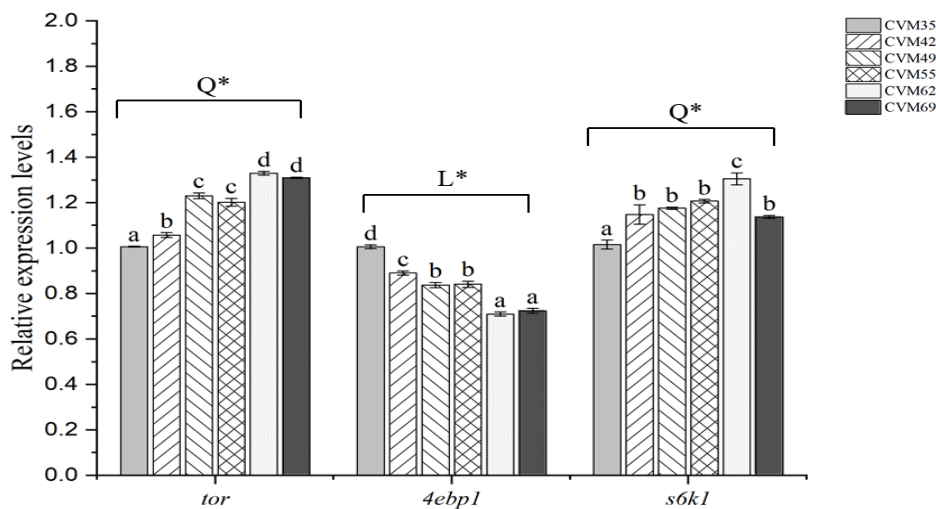 2.0
1.8
1.6
1.4
1.2
1.0
0.8
0.6
0.4
0.2
0.0
Relative expression levels
Q*
a b c c d d
L*
d c b b a a
Q*
a b b b c b
tor 4ebp1 s6k1
CVM35
CVM42
CVM49
CVM55
CVM62
CVM69